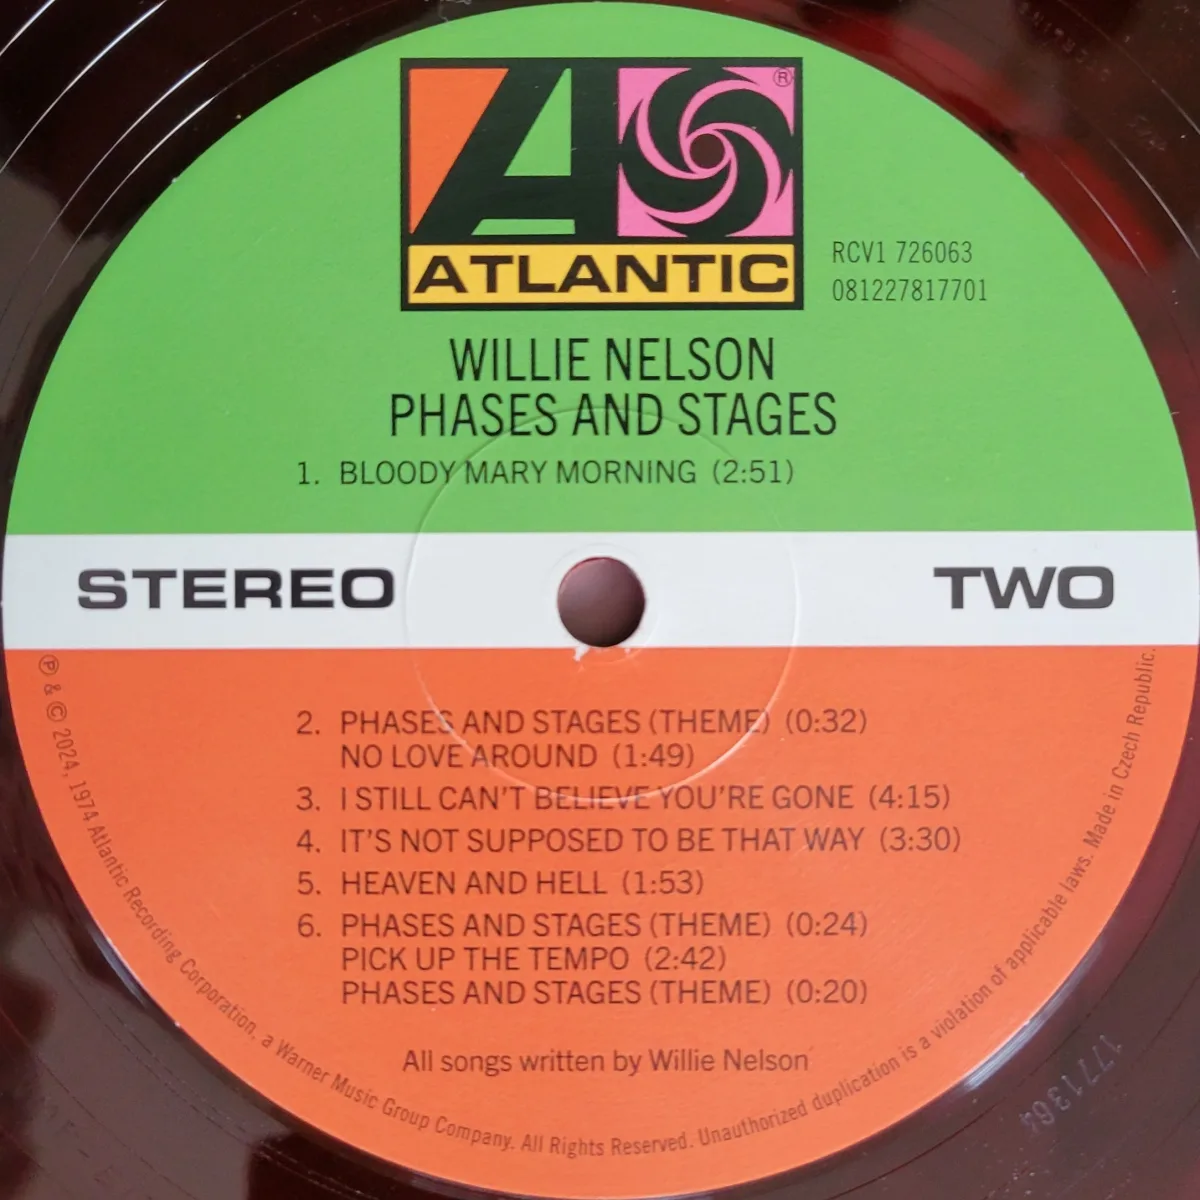 ®
ATLANTIC
RCV1 726063
081227817701
WILLIE NELSON
PHASES AND STAGES
1. BLOODY MARY MORNING (2:51)
STEREO
TWO
2. PHASES AND STAGES (THEME) (0:32)
NO LOVE AROUND (1:49)
3. I STILL CAN'T BELIEVE YOU'RE GONE (4:15)
4. IT'S NOT SUPPOSED TO BE THAT WAY (3:30)
5. HEAVEN AND HELL (1:53)
6. PHASES AND STAGES (THEME) (0:24)
PICK UP THE TEMPO (2:42)
PHASES AND STAGES (THEME) (0:20)
All songs written by Willie Nelson
℗ & © 2024, 1974 Atlantic Recording Corporation, a Warner Music Group Company. All Rights Reserved. Unauthorized duplication is a violation of applicable laws. Made in Czech Republic.
1771364